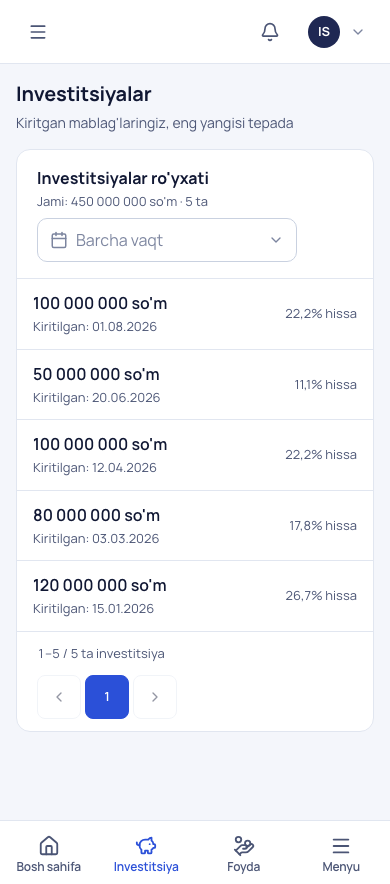 IS
Investitsiyalar
Kiritgan mablag'laringiz, eng yangisi tepada
Investitsiyalar ro'yxati
Jami: 450 000 000 so'm · 5 ta
Barcha vaqt
100 000 000 so'm
Kiritilgan: 01.08.2026
22,2% hissa
50 000 000 so'm
Kiritilgan: 20.06.2026
11,1% hissa
100 000 000 so'm
Kiritilgan: 12.04.2026
22,2% hissa
80 000 000 so'm
Kiritilgan: 03.03.2026
17,8% hissa
120 000 000 so'm
Kiritilgan: 15.01.2026
26,7% hissa
1–5 / 5 ta investitsiya
1
Bosh sahifa
Investitsiya
Foyda
Menyu